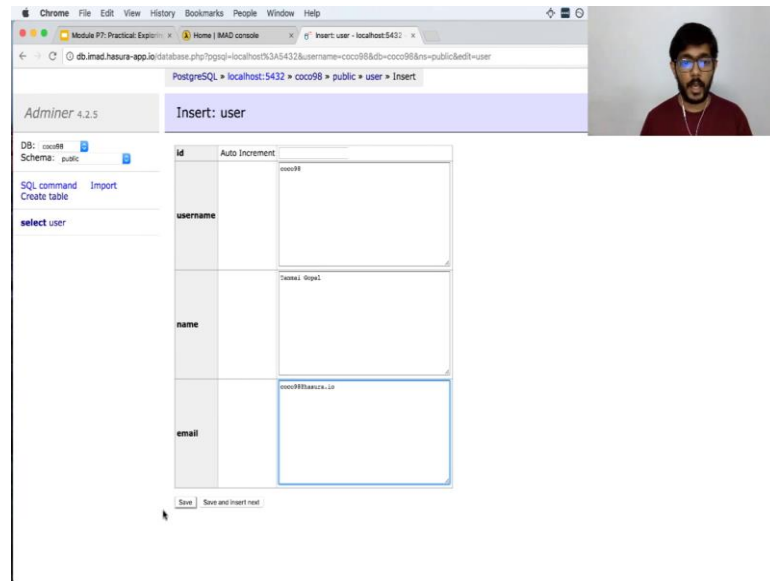 Chrome File Edit View History Bookmarks People Window Help
Module P7: Practical: Explorin × Home | IMAD console × Insert: user - localhost:5432 - ×
db.imad.hasura-app.io/database.php?pgsql=localhost%3A5432&username=coco98&db=coco98&ns=public&edit=user
PostgreSQL » localhost:5432 » coco98 » public » user » Insert
Adminer 4.2.5
Insert: user
DB: coco98
Schema: public
SQL command Import
Create table
select user
id Auto Increment
username coco98
name Tanmai Gopal
email coco98@hasura.io
Save Save and insert next